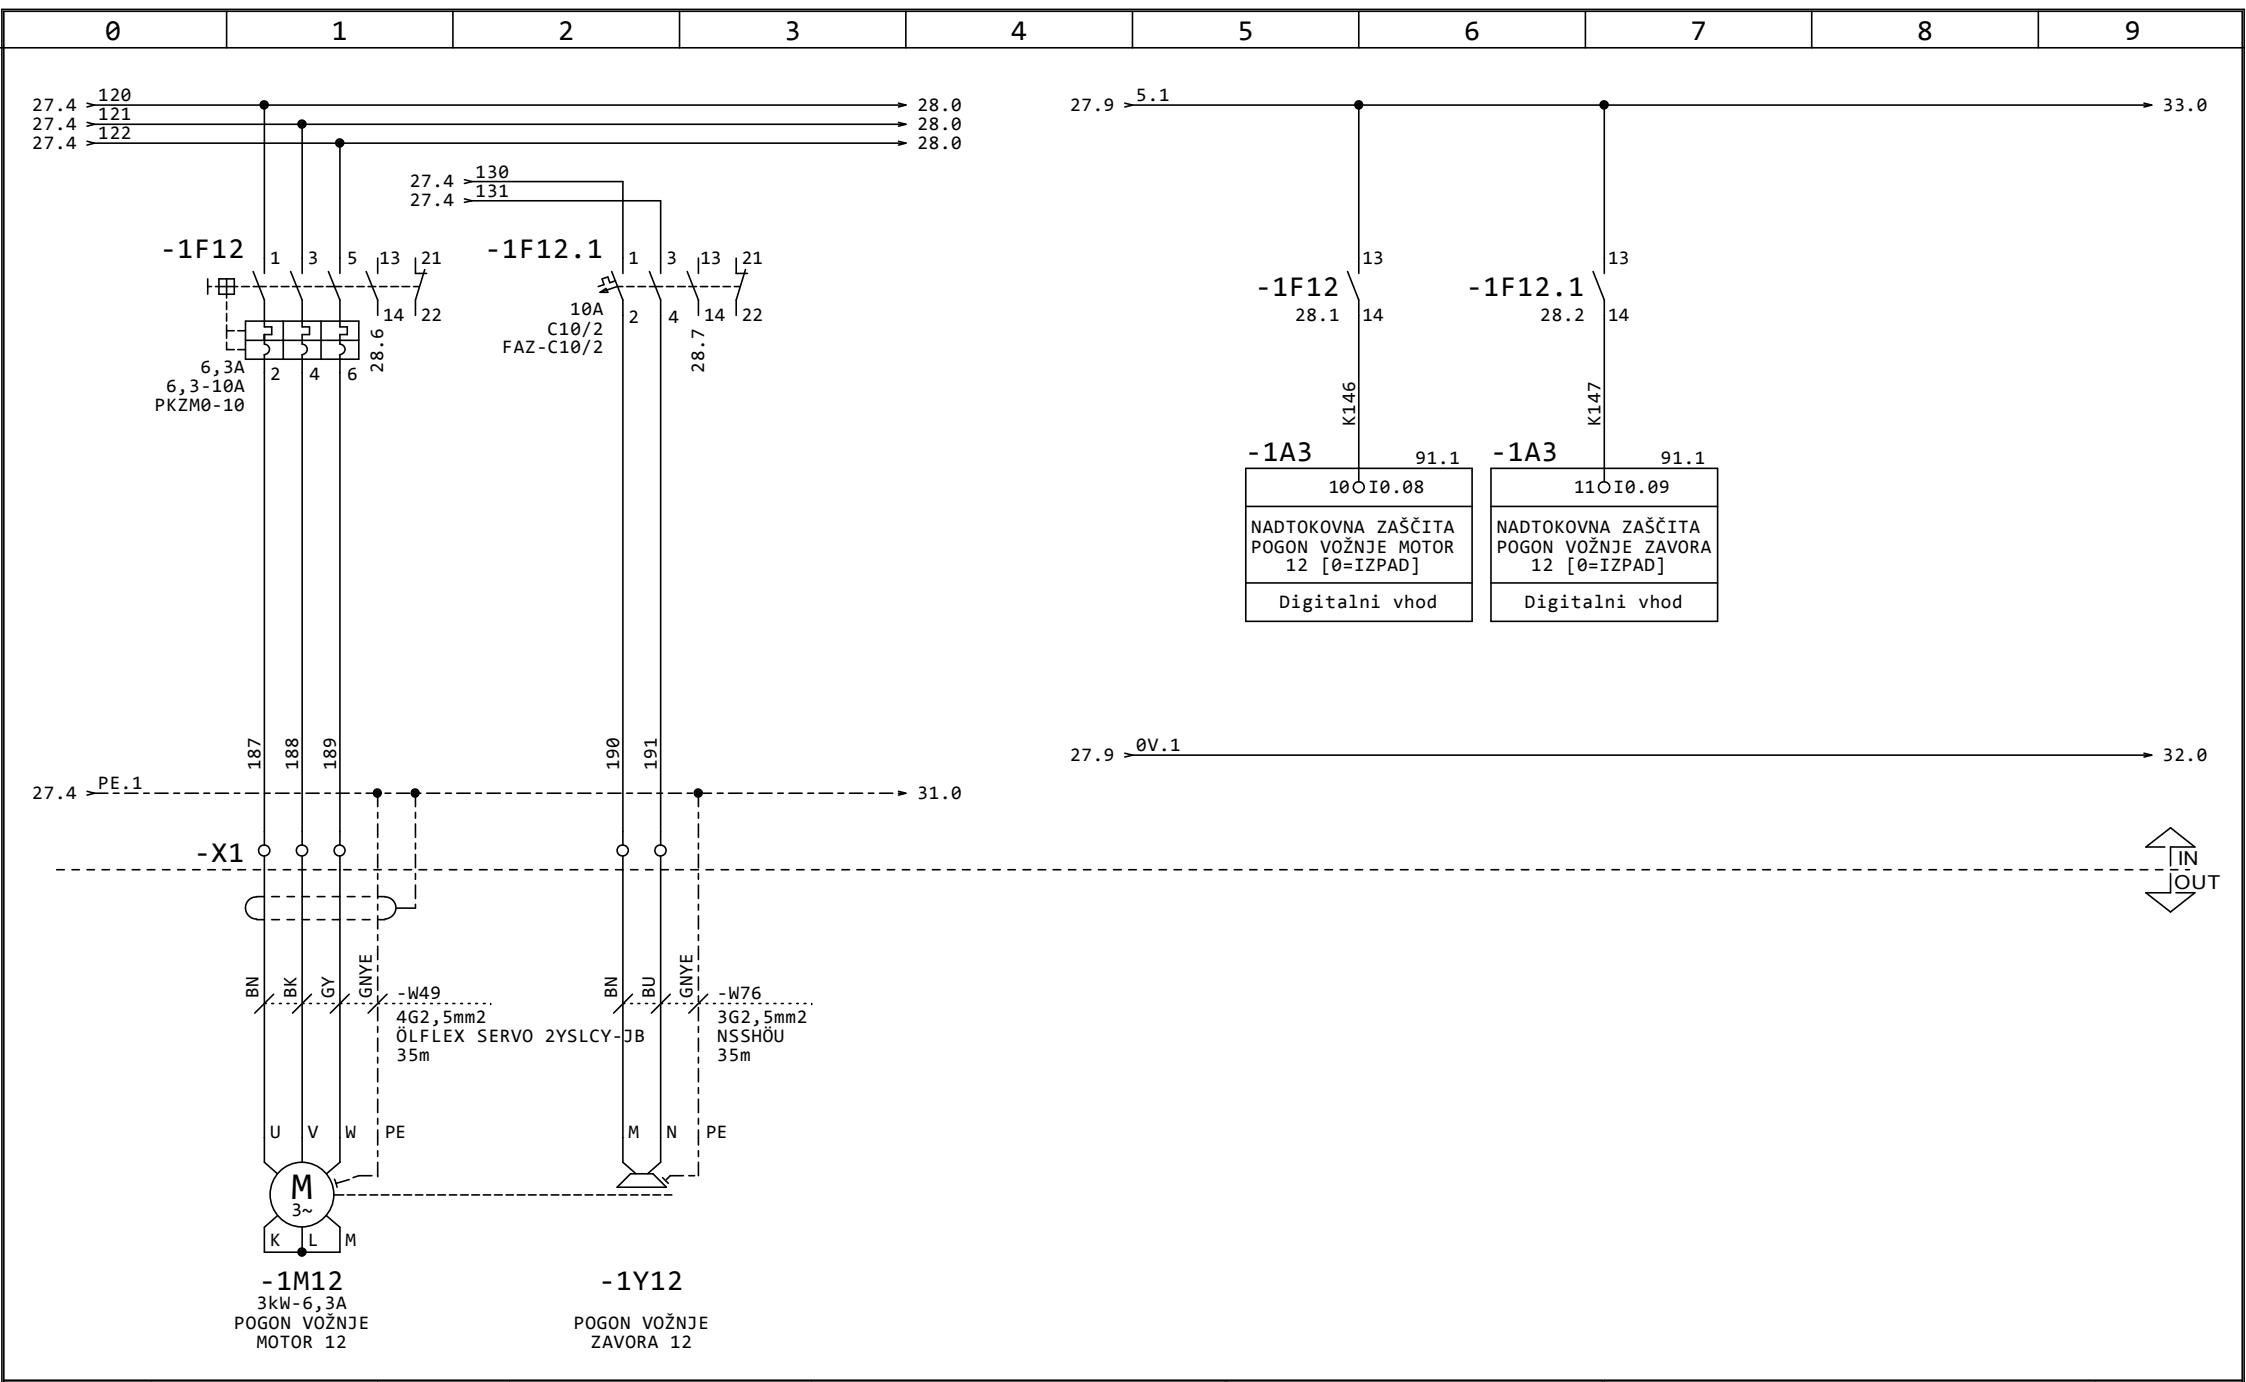 0 1 2 3 4 5 6 7 8 9
27.4 120 28.0
27.4 121 28.0
27.4 122 28.0
27.9 5.1 33.0
27.4 130
27.4 131
-1F12 1 3 5 13 21
14 22
28.6
6,3A
6,3-10A
PKZM0-10
2 4 6
-1F12.1 1 3 13 21
10A
C10/2
FAZ-C10/2
2 4 14 22
28.7
13
-1F12
28.1 14
K146
13
-1F12.1
28.2 14
K147
-1A3 91.1
10 I0.08
NADTOKOVNA ZAŠČITA
POGON VOŽNJE MOTOR
12 [0=IZPAD]
Digitalni vhod
-1A3 91.1
11 I0.09
NADTOKOVNA ZAŠČITA
POGON VOŽNJE ZAVORA
12 [0=IZPAD]
Digitalni vhod
187 188 189 190 191
27.9 0V.1 32.0
27.4 PE.1 31.0
-X1
IN
OUT
BN BK GY GNYE
-W49
4G2,5mm2
ÖLFLEX SERVO 2YSLCY-JB
35m
BN BU GNYE
-W76
3G2,5mm2
NSSHÖU
35m
U V W PE
M N PE
M
3~
K L M
-1M12
3kW-6,3A
POGON VOŽNJE
MOTOR 12
-1Y12
POGON VOŽNJE
ZAVORA 12